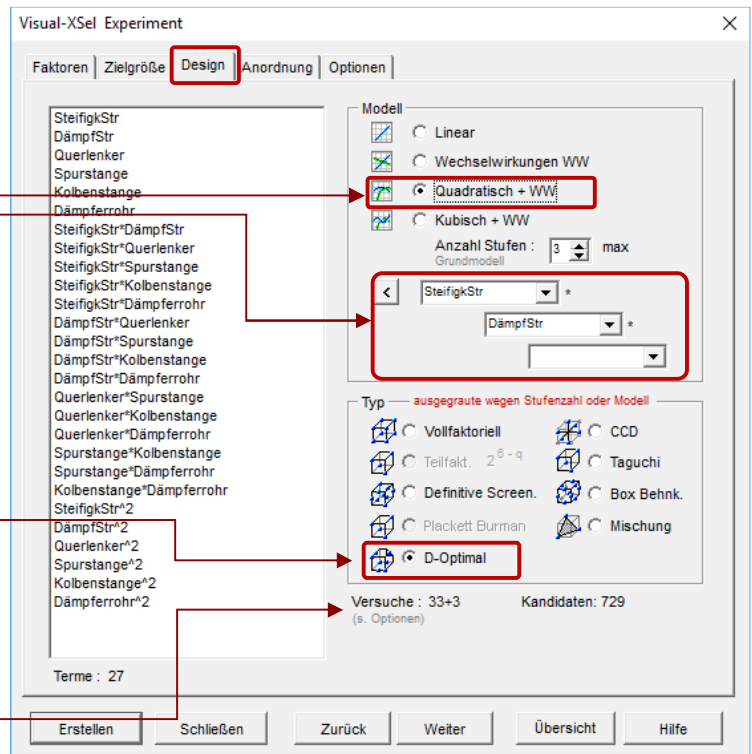 Visual-XSel Experiment
Faktoren Zielgröße Design Anordnung Optionen
SteifigkStr
DämpfStr
Querlenker
Spurstange
Kolbenstange
Dämpferrohr
SteifigkStr*DämpfStr
SteifigkStr*Querlenker
SteifigkStr*Spurstange
SteifigkStr*Kolbenstange
SteifigkStr*Dämpferrohr
DämpfStr*Querlenker
DämpfStr*Spurstange
DämpfStr*Kolbenstange
DämpfStr*Dämpferrohr
Querlenker*Spurstange
Querlenker*Kolbenstange
Querlenker*Dämpferrohr
Spurstange*Kolbenstange
Spurstange*Dämpferrohr
Kolbenstange*Dämpferrohr
SteifigkStr^2
DämpfStr^2
Querlenker^2
Spurstange^2
Kolbenstange^2
Dämpferrohr^2
Terme : 27
Modell
Linear
Wechselwirkungen WW
Quadratisch + WW
Kubisch + WW
Anzahl Stufen : 3 max
Grundmodell
< SteifigkStr *
DämpfStr *
Typ ausgegraute wegen Stufenzahl oder Modell
Vollfaktoriell CCD
Teilfakt. 2^6-q Taguchi
Definitive Screen. Box Behnk.
Plackett Burman Mischung
D-Optimal
Versuche : 33+3 Kandidaten: 729
(s. Optionen)
Erstellen Schließen Zurück Weiter Übersicht Hilfe